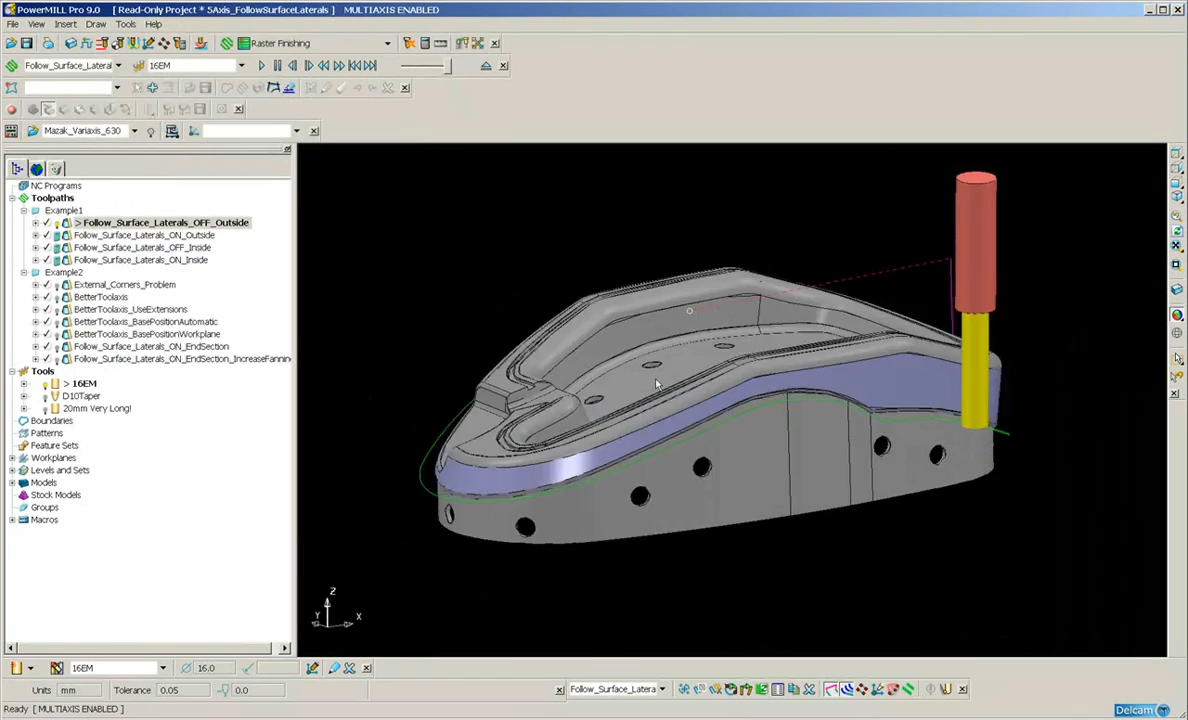 PowerMILL Pro 9.0 [ Read-Only Project * 5Axis_FollowSurfaceLaterals ] MULTIAXIS ENABLED
File View Insert Draw Tools Help
Raster Finishing
Follow_Surface_Lateral 16EM
Mazak_Variaxis_630
NC Programs
Toolpaths
Example1
> Follow_Surface_Laterals_OFF_Outside
Follow_Surface_Laterals_ON_Outside
Follow_Surface_Laterals_OFF_Inside
Follow_Surface_Laterals_ON_Inside
Example2
External_Corners_Problem
BetterToolaxis
BetterToolaxis_UseExtensions
BetterToolaxis_BasePositionAutomatic
BetterToolaxis_BasePositionWorkplane
Follow_Surface_Laterals_ON_EndSection
Follow_Surface_Laterals_ON_EndSection_IncreaseFannin
Tools
> 16EM
D10Taper
20mm Very Long!
Boundaries
Patterns
Feature Sets
Workplanes
Levels and Sets
Models
Stock Models
Groups
Macros
Z
Y X
16EM 16.0
Units mm Tolerance 0.05 0.0 Follow_Surface_Latera
Ready [ MULTIAXIS ENABLED ] Delcam